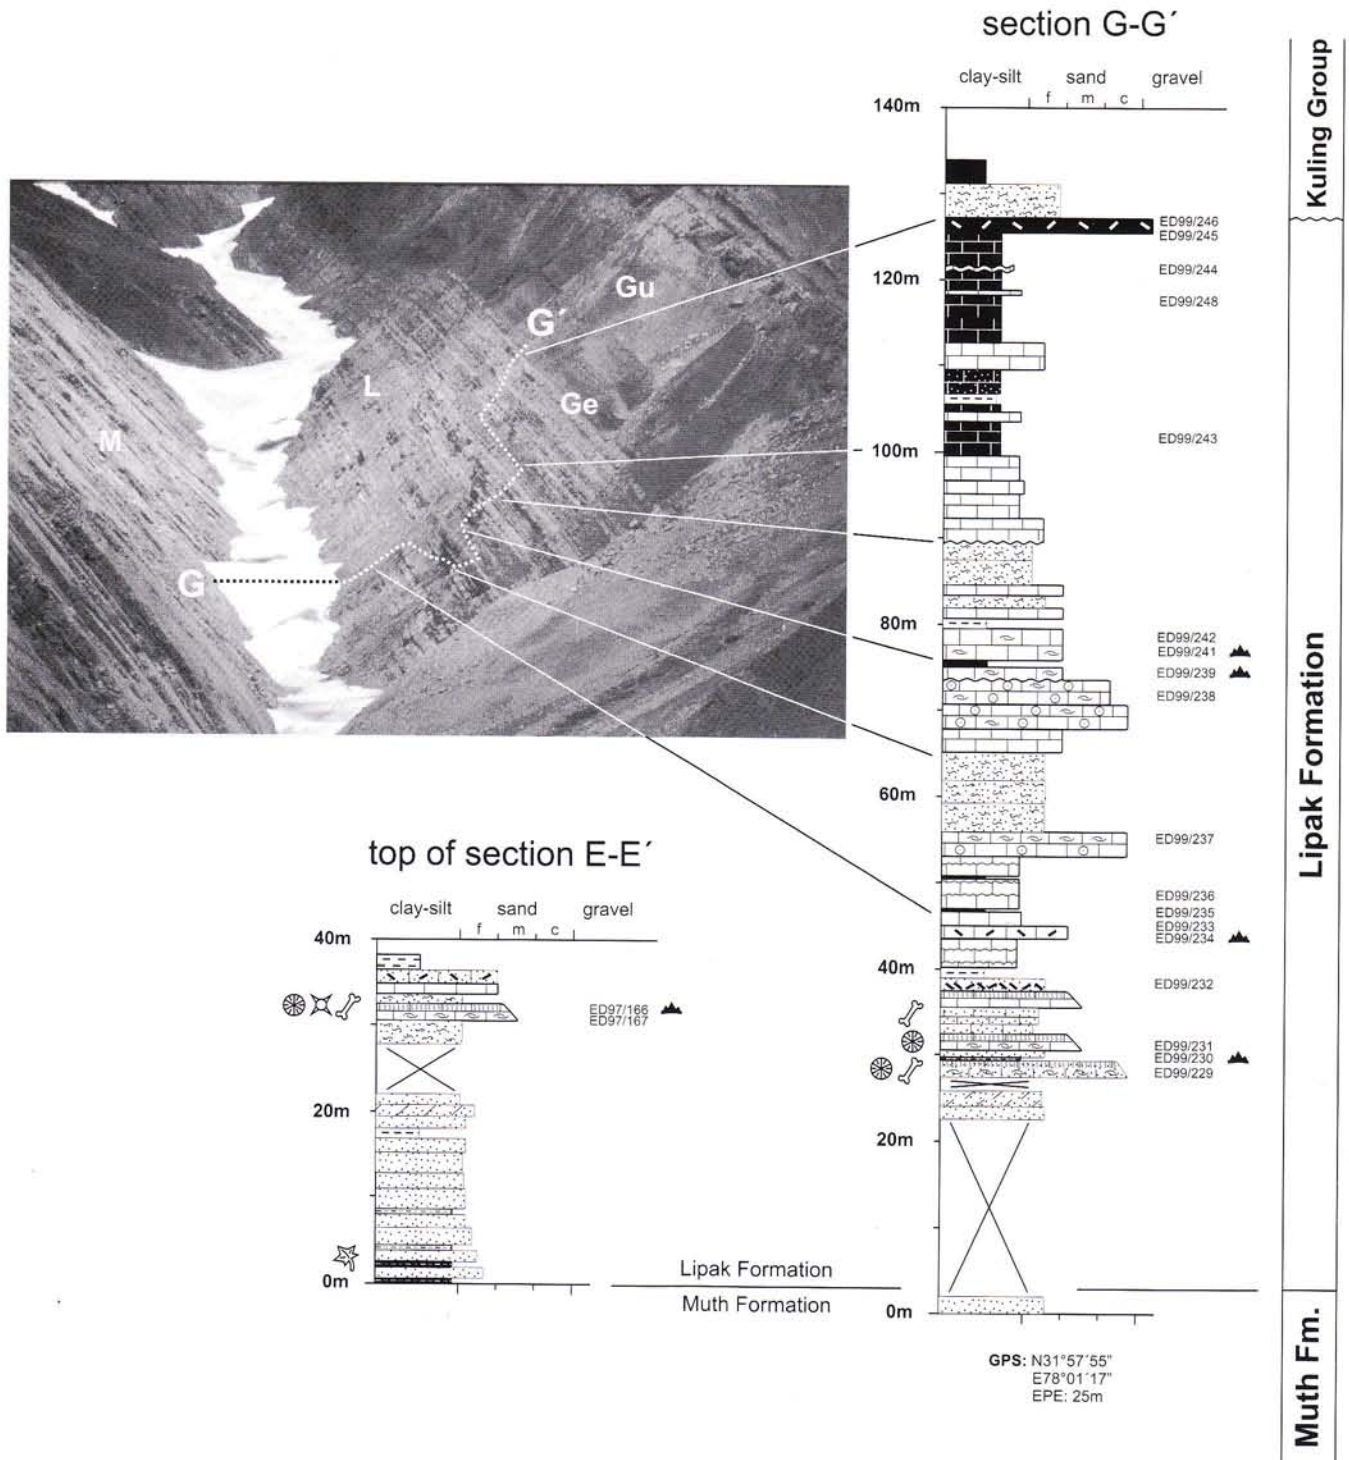 section G-G´
clay-silt sand gravel
f m c
140m
120m
100m
80m
60m
40m
20m
0m
ED99/246
ED99/245
ED99/244
ED99/248
ED99/243
ED99/242
ED99/241
ED99/239
ED99/238
ED99/237
ED99/236
ED99/235
ED99/233
ED99/234
ED99/232
ED99/231
ED99/230
ED99/229
Kuling Group
Lipak Formation
Muth Fm.
Gu
G´
L
Ge
M
G
top of section E-E´
clay-silt sand gravel
f m c
40m
20m
0m
ED97/166
ED97/167
Lipak Formation
Muth Formation
GPS: N31°57´55"
E78°01´17"
EPE: 25m